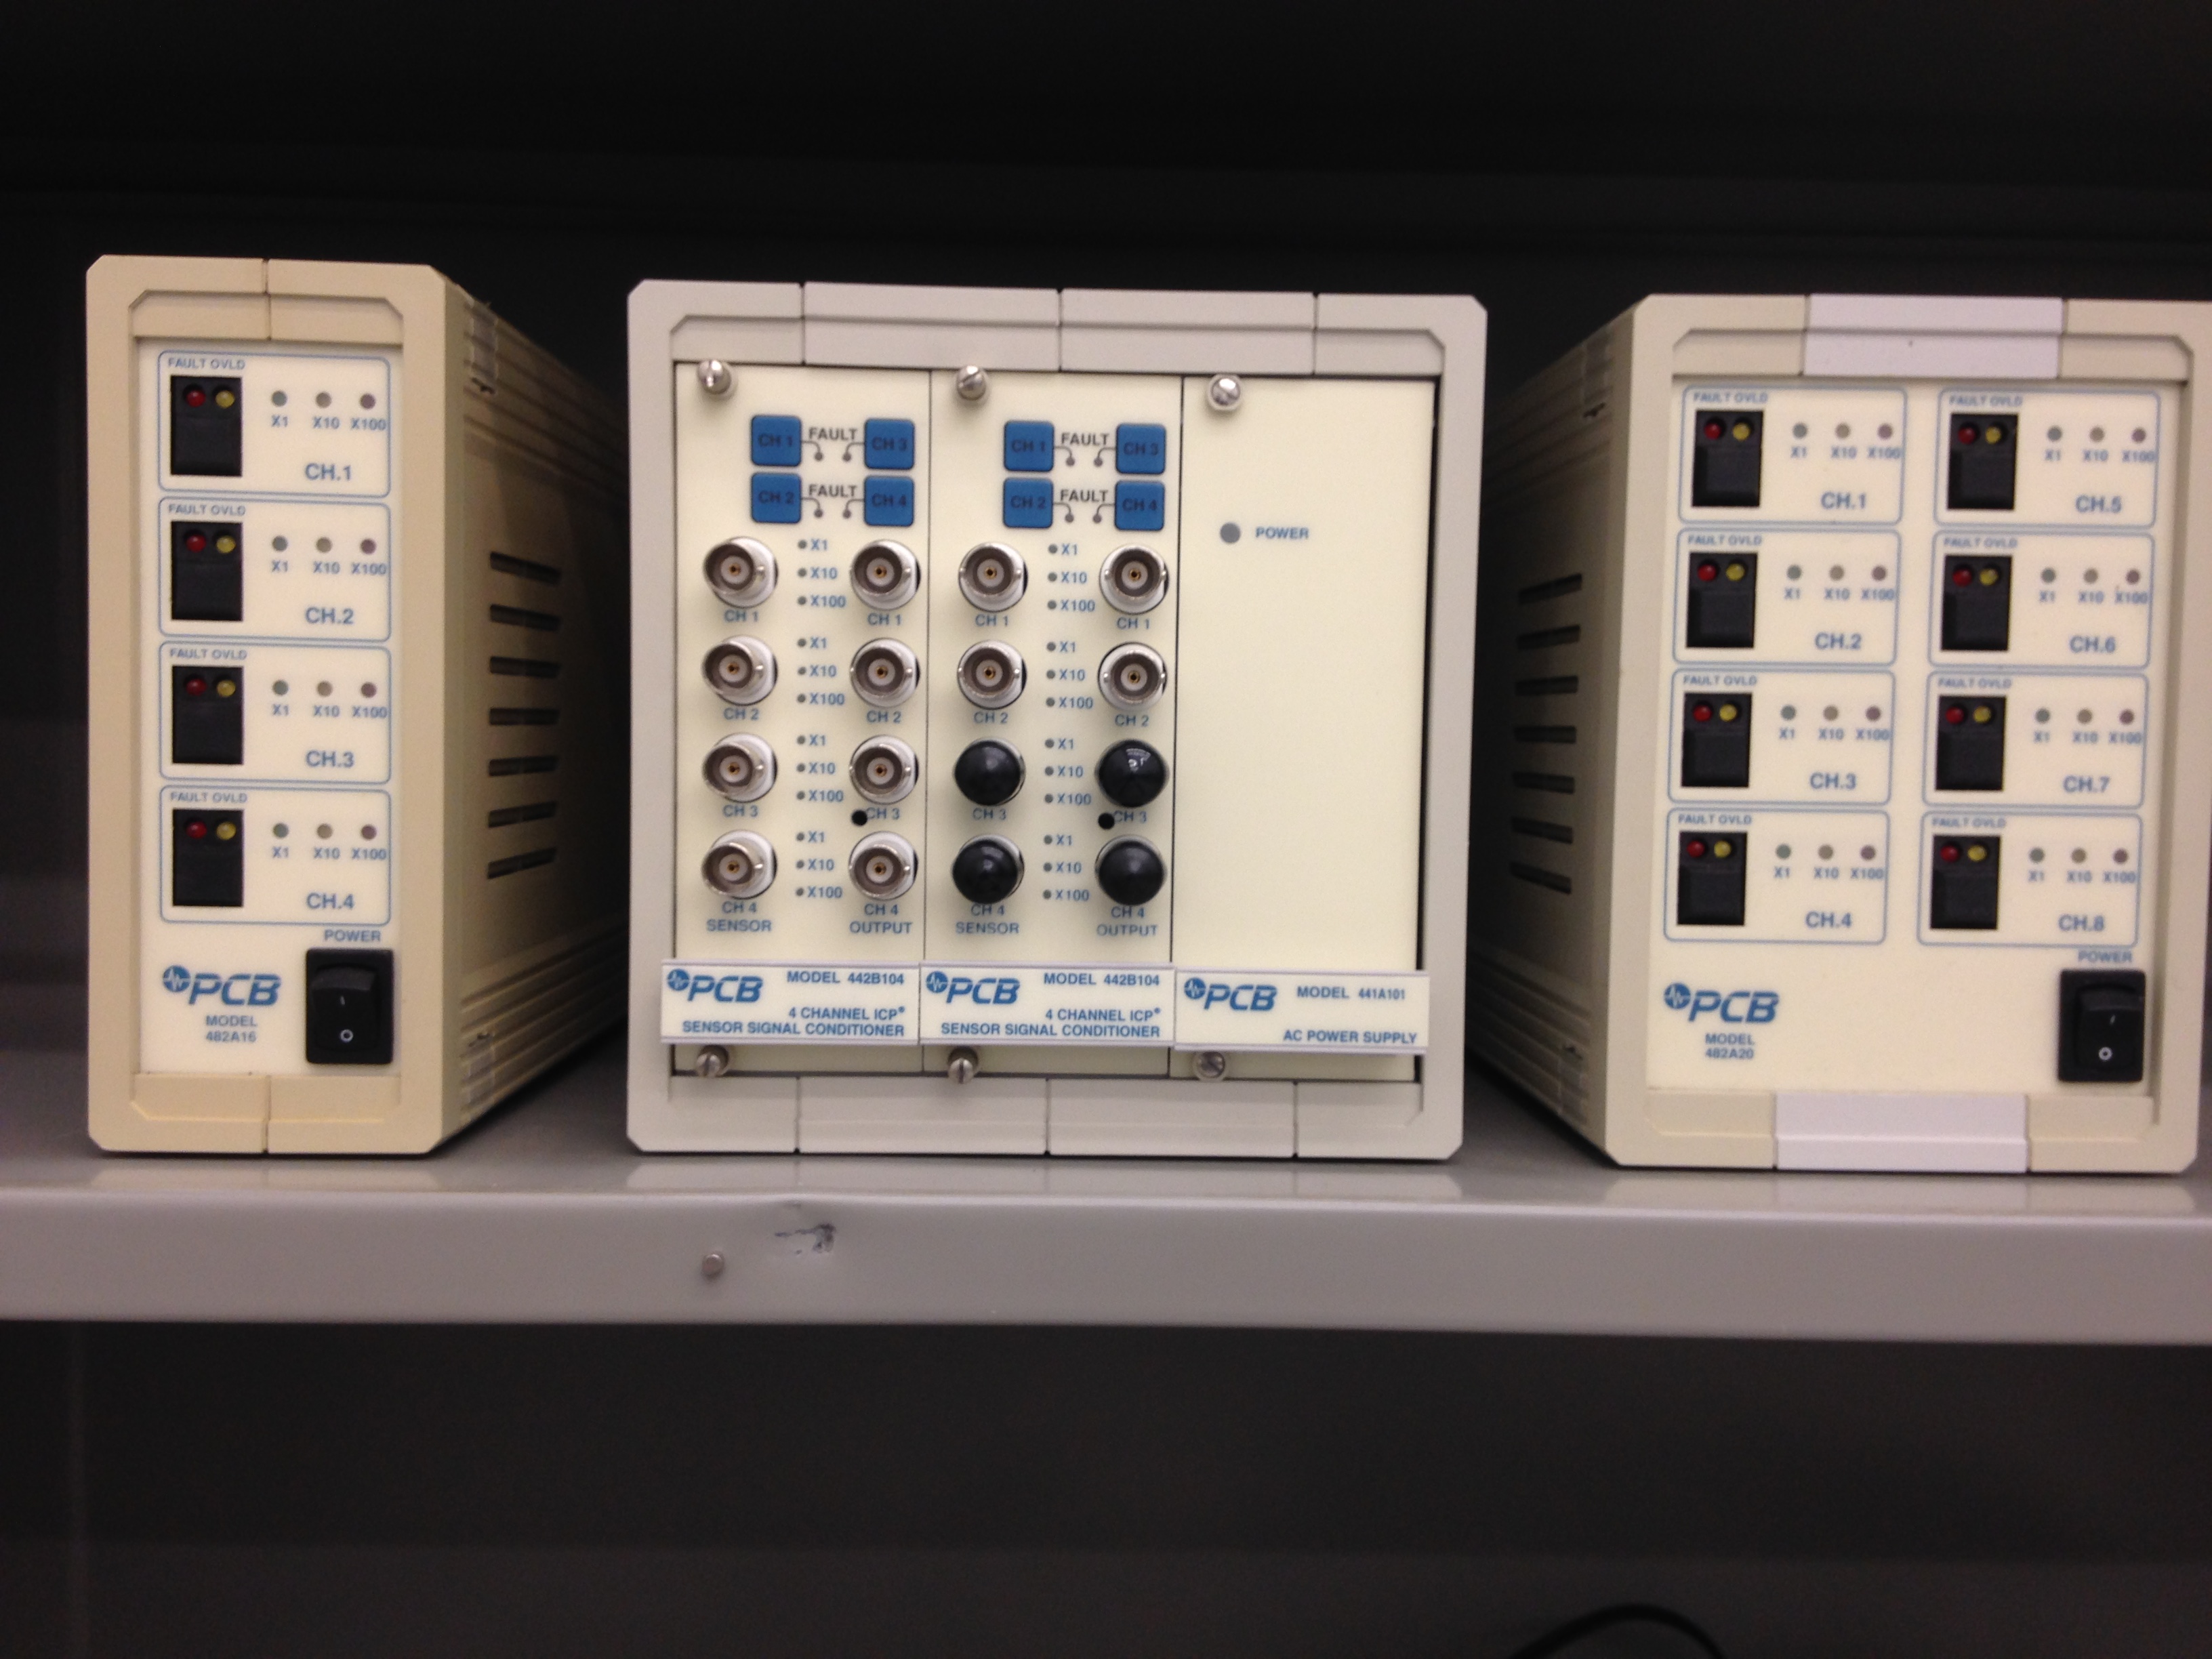 FAULT OVLD
X1 X10 X100
CH.1
FAULT OVLD
X1 X10 X100
CH.2
FAULT OVLD
X1 X10 X100
CH.3
FAULT OVLD
X1 X10 X100
CH.4
POWER
PCB
MODEL
482A16
I
O
CH 1 FAULT CH 3
CH 2 FAULT CH 4
X1
X10
X100
CH 1 CH 1
X1
X10
X100
CH 2 CH 2
X1
X10
X100
CH 3 CH 3
X1
X10
X100
CH 4 CH 4
SENSOR OUTPUT
PCB MODEL 442B104
4 CHANNEL ICP®
SENSOR SIGNAL CONDITIONER
CH 1 FAULT CH 3
CH 2 FAULT CH 4
X1
X10
X100
CH 1 CH 1
X1
X10
X100
CH 2 CH 2
X1
X10
X100
CH 3 CH 3
X1
X10
X100
CH 4 CH 4
SENSOR OUTPUT
PCB MODEL 442B104
4 CHANNEL ICP®
SENSOR SIGNAL CONDITIONER
POWER
PCB MODEL 441A101
AC POWER SUPPLY
FAULT OVLD
X1 X10 X100
CH.1
FAULT OVLD
X1 X10 X100
CH.2
FAULT OVLD
X1 X10 X100
CH.3
FAULT OVLD
X1 X10 X100
CH.4
FAULT OVLD
X1 X10 X100
CH.5
FAULT OVLD
X1 X10 X100
CH.6
FAULT OVLD
X1 X10 X100
CH.7
FAULT OVLD
X1 X10 X100
CH.8
POWER
PCB
MODEL
482A20
I
O